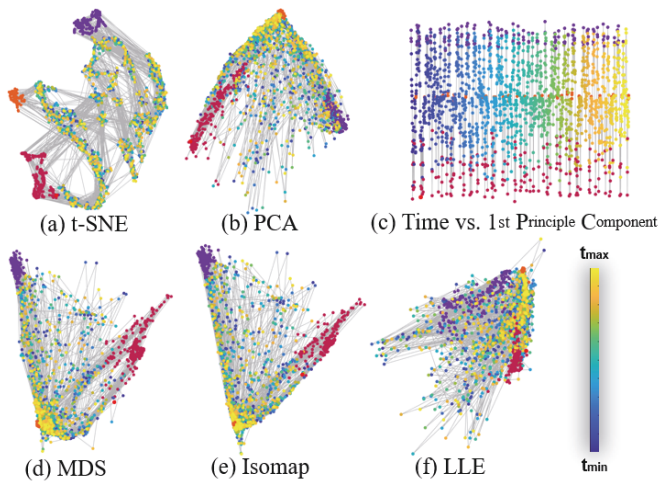 (a) t-SNE
(b) PCA
(c) Time vs. 1st Principle Component
tmax
(d) MDS
(e) Isomap
(f) LLE
tmin